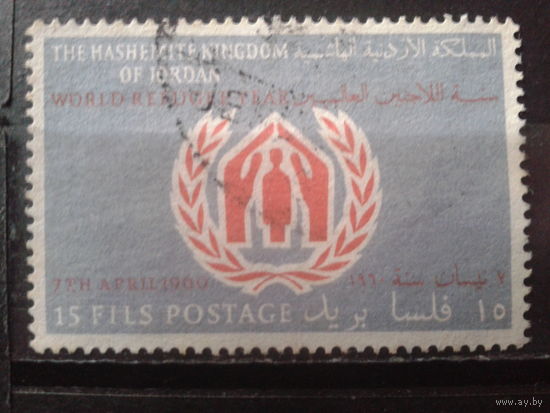 THE HASHEMITE KINGDOM OF JORDAN
المملكة الأردنية الهاشمية
WORLD REFUGEE YEAR سنة اللاجئين العالمية
7TH APRIL 1960 ٧ نيسان سنة ١٩٦٠
15 FILS POSTAGE ١٥ فلسا بريد
www.ay.by